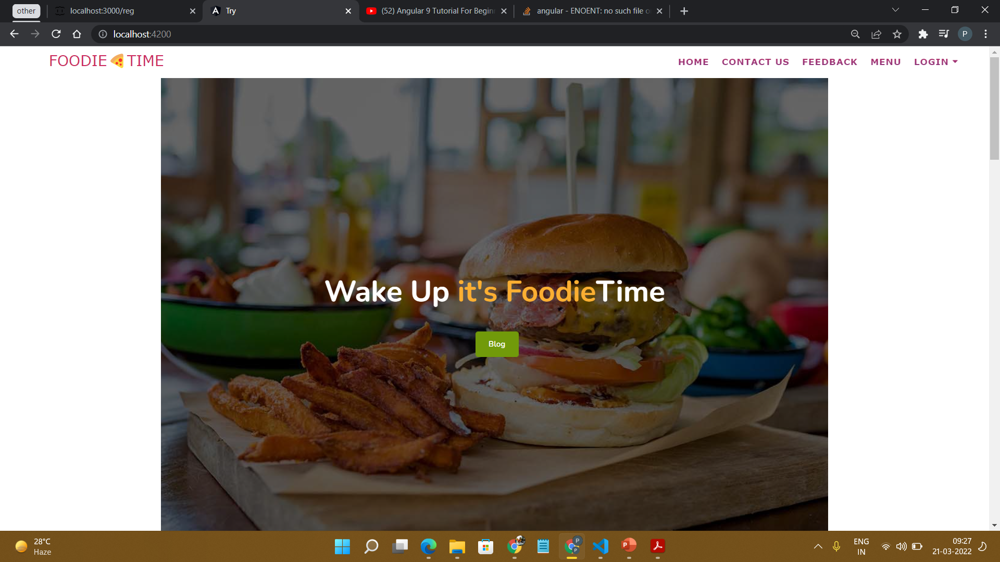 other
localhost:3000/reg
Try
(52) Angular 9 Tutorial For Begin
angular - ENOENT: no such file o
localhost:4200
P
FOODIE🍕TIME
HOME CONTACT US FEEDBACK MENU LOGIN
Wake Up it's FoodieTime
Blog
28°C
Haze
P
P
P
ENG
IN
09:27
21-03-2022